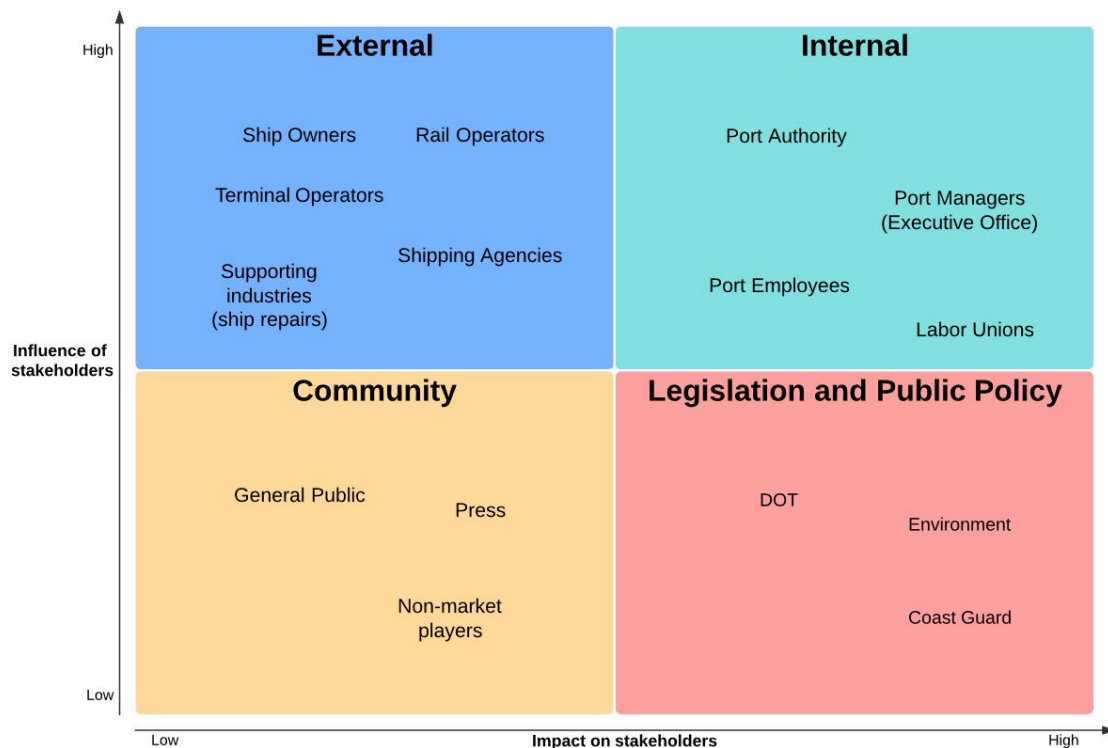 High
External
Internal
Ship Owners
Rail Operators
Port Authority
Terminal Operators
Port Managers
(Executive Office)
Shipping Agencies
Supporting
industries
(ship repairs)
Port Employees
Labor Unions
Influence of
stakeholders
Community
Legislation and Public Policy
General Public
Press
DOT
Environment
Non-market
players
Coast Guard
Low
Low
Impact on stakeholders
High